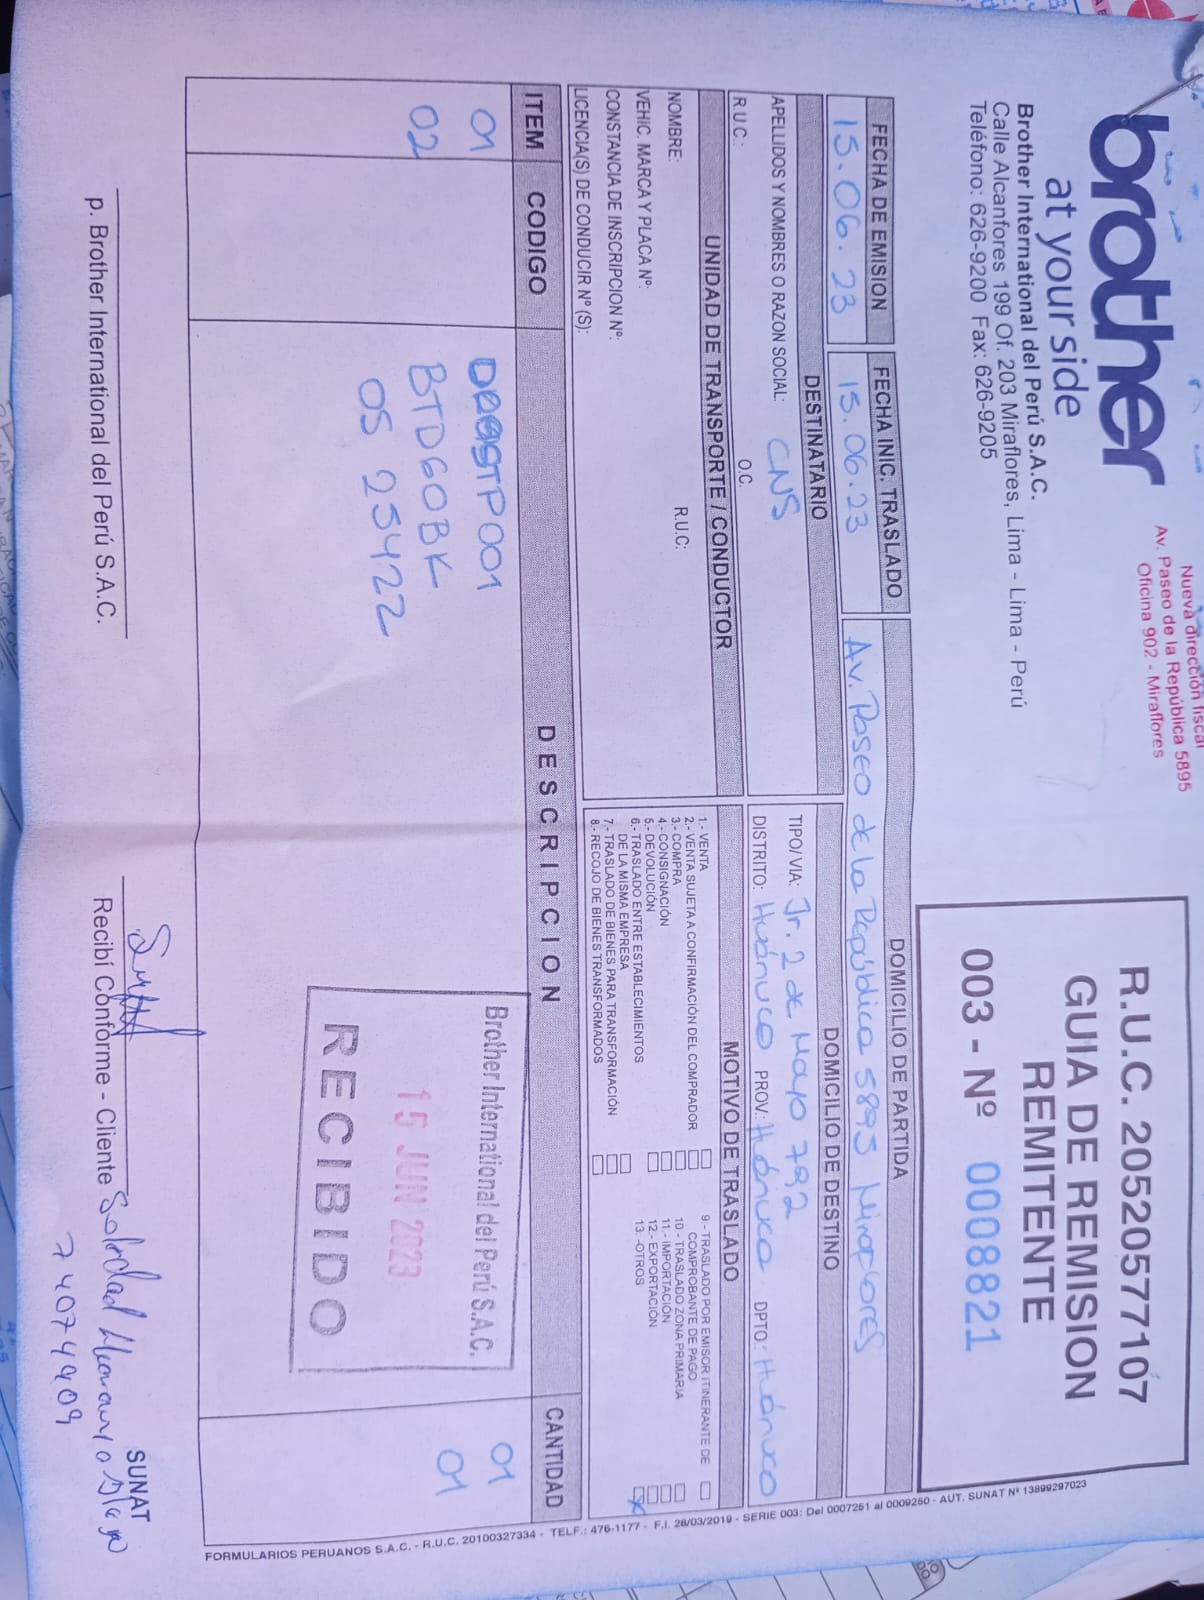 brother
at your side
Brother International del Perú S.A.C.
Calle Alcanfores 199 Of. 203 Miraflores, Lima - Lima - Perú
Teléfono: 626-9200 Fax: 626-9205
Nueva dirección fiscal
Av. Paseo de la República 5895
Oficina 902 - Miraflores
R.U.C. 20520577107
GUIA DE REMISION
REMITENTE
003 - Nº 0008821
FECHA DE EMISION
15.06.23
FECHA INIC. TRASLADO
15.06.23
DOMICILIO DE PARTIDA
Av. Paseo de la República 5895 Miraflores
DESTINATARIO
APELLIDOS Y NOMBRES O RAZON SOCIAL: CNS
R.U.C.: O.C.
DOMICILIO DE DESTINO
TIPO/VIA: Jr. 2 de Mayo 792
DISTRITO: Huánuco PROV.: Huánuco DPTO.: Huánuco
UNIDAD DE TRANSPORTE / CONDUCTOR
NOMBRE: R.U.C:
VEHIC. MARCA Y PLACA Nº:
CONSTANCIA DE INSCRIPCION Nº:
LICENCIA(S) DE CONDUCIR Nº (S):
MOTIVO DE TRASLADO
1.- VENTA
2.- VENTA SUJETA A CONFIRMACIÓN DEL COMPRADOR
3.- COMPRA
4.- CONSIGNACIÓN
5.- DEVOLUCIÓN
6.- TRASLADO ENTRE ESTABLECIMIENTOS
DE LA MISMA EMPRESA
7.- TRASLADO DE BIENES PARA TRANSFORMACIÓN
8.- RECOJO DE BIENES TRANSFORMADOS
9.- TRASLADO POR EMISOR ITINERANTE DE
COMPROBANTE DE PAGO
10 - TRASLADO ZONA PRIMARIA
11.- IMPORTACIÓN
12.- EXPORTACIÓN
13.-OTROS X
ITEM CODIGO DESCRIPCION CANTIDAD
01 01
02 BTD60BK 01
OS 25422
Brother International del Perú S.A.C.
15 JUN 2023
RECIBIDO
p. Brother International del Perú S.A.C.
Recibí Conforme - Cliente Soledad
74074909
SUNAT
FORMULARIOS PERUANOS S.A.C. - R.U.C. 20100327334 - TELF.: 476-1177 - F.I. 26/03/2019 - SERIE 003: Del 0007251 al 0009250 - AUT. SUNAT Nº 13899297023